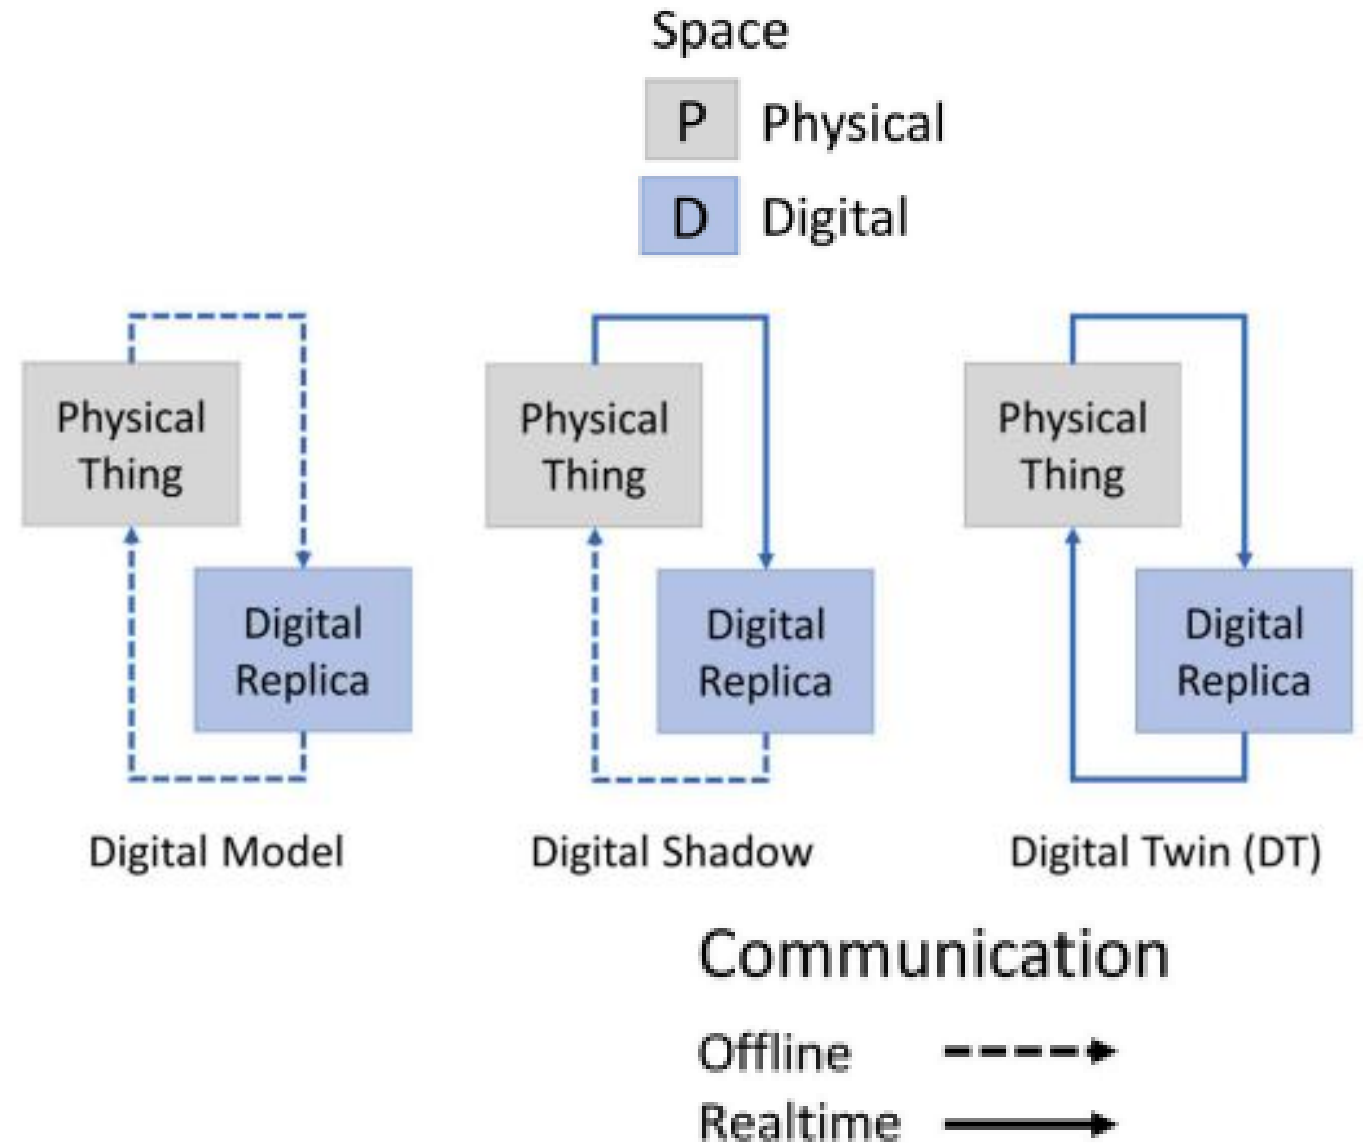 Space
P Physical
D Digital
Physical
Thing
Digital
Replica
Digital Model
Physical
Thing
Digital
Replica
Digital Shadow
Physical
Thing
Digital
Replica
Digital Twin (DT)
Communication
Offline
Realtime